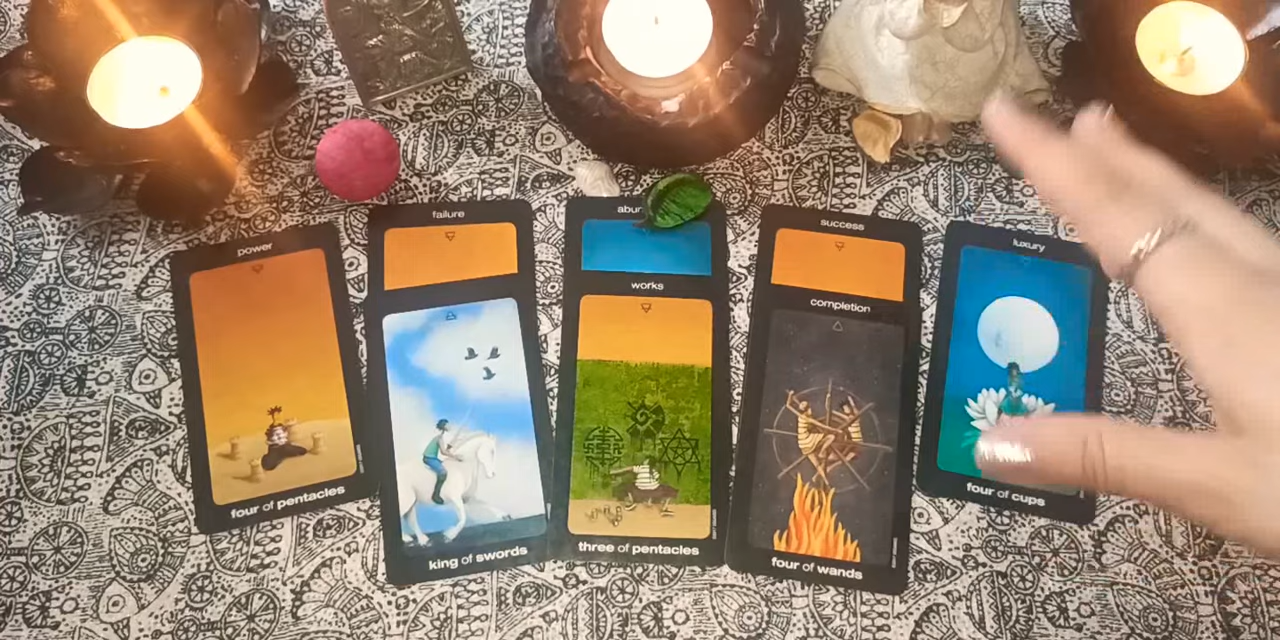 power
four of pentacles
failure
king of swords
works
three of pentacles
success
completion
four of wands
luxury
four of cups